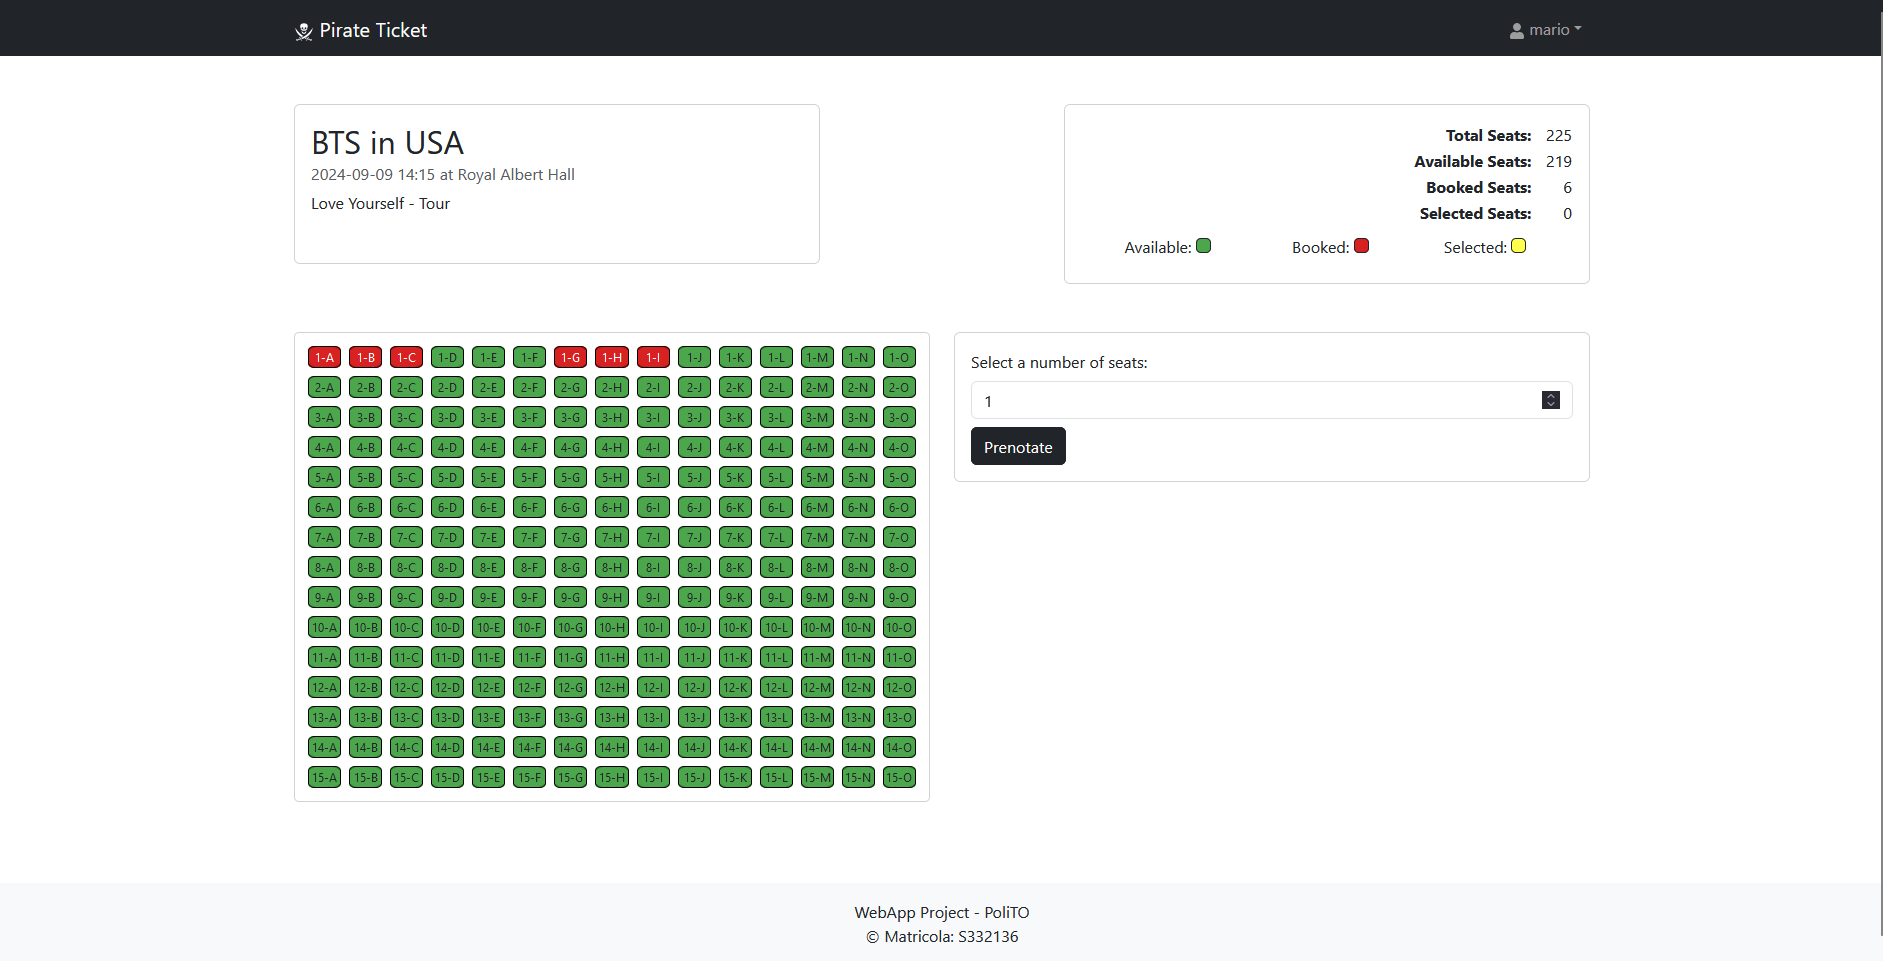 Pirate Ticket
mario
BTS in USA
2024-09-09 14:15 at Royal Albert Hall
Love Yourself - Tour
Total Seats: 225
Available Seats: 219
Booked Seats: 6
Selected Seats: 0
Available: Booked: Selected:
1-A 1-B 1-C 1-D 1-E 1-F 1-G 1-H 1-I 1-J 1-K 1-L 1-M 1-N 1-O
2-A 2-B 2-C 2-D 2-E 2-F 2-G 2-H 2-I 2-J 2-K 2-L 2-M 2-N 2-O
3-A 3-B 3-C 3-D 3-E 3-F 3-G 3-H 3-I 3-J 3-K 3-L 3-M 3-N 3-O
4-A 4-B 4-C 4-D 4-E 4-F 4-G 4-H 4-I 4-J 4-K 4-L 4-M 4-N 4-O
5-A 5-B 5-C 5-D 5-E 5-F 5-G 5-H 5-I 5-J 5-K 5-L 5-M 5-N 5-O
6-A 6-B 6-C 6-D 6-E 6-F 6-G 6-H 6-I 6-J 6-K 6-L 6-M 6-N 6-O
7-A 7-B 7-C 7-D 7-E 7-F 7-G 7-H 7-I 7-J 7-K 7-L 7-M 7-N 7-O
8-A 8-B 8-C 8-D 8-E 8-F 8-G 8-H 8-I 8-J 8-K 8-L 8-M 8-N 8-O
9-A 9-B 9-C 9-D 9-E 9-F 9-G 9-H 9-I 9-J 9-K 9-L 9-M 9-N 9-O
10-A 10-B 10-C 10-D 10-E 10-F 10-G 10-H 10-I 10-J 10-K 10-L 10-M 10-N 10-O
11-A 11-B 11-C 11-D 11-E 11-F 11-G 11-H 11-I 11-J 11-K 11-L 11-M 11-N 11-O
12-A 12-B 12-C 12-D 12-E 12-F 12-G 12-H 12-I 12-J 12-K 12-L 12-M 12-N 12-O
13-A 13-B 13-C 13-D 13-E 13-F 13-G 13-H 13-I 13-J 13-K 13-L 13-M 13-N 13-O
14-A 14-B 14-C 14-D 14-E 14-F 14-G 14-H 14-I 14-J 14-K 14-L 14-M 14-N 14-O
15-A 15-B 15-C 15-D 15-E 15-F 15-G 15-H 15-I 15-J 15-K 15-L 15-M 15-N 15-O
Select a number of seats:
1
Prenotate
WebApp Project - PoliTO
© Matricola: S332136